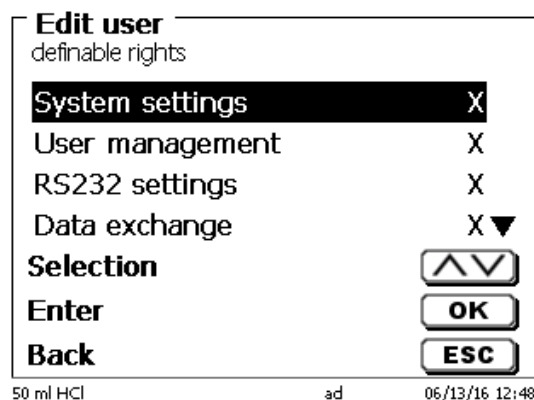 Edit user
definable rights
System settings X
User management X
RS232 settings X
Data exchange X
Selection
Enter OK
Back ESC
50 ml HCl ad 06/13/16 12:48